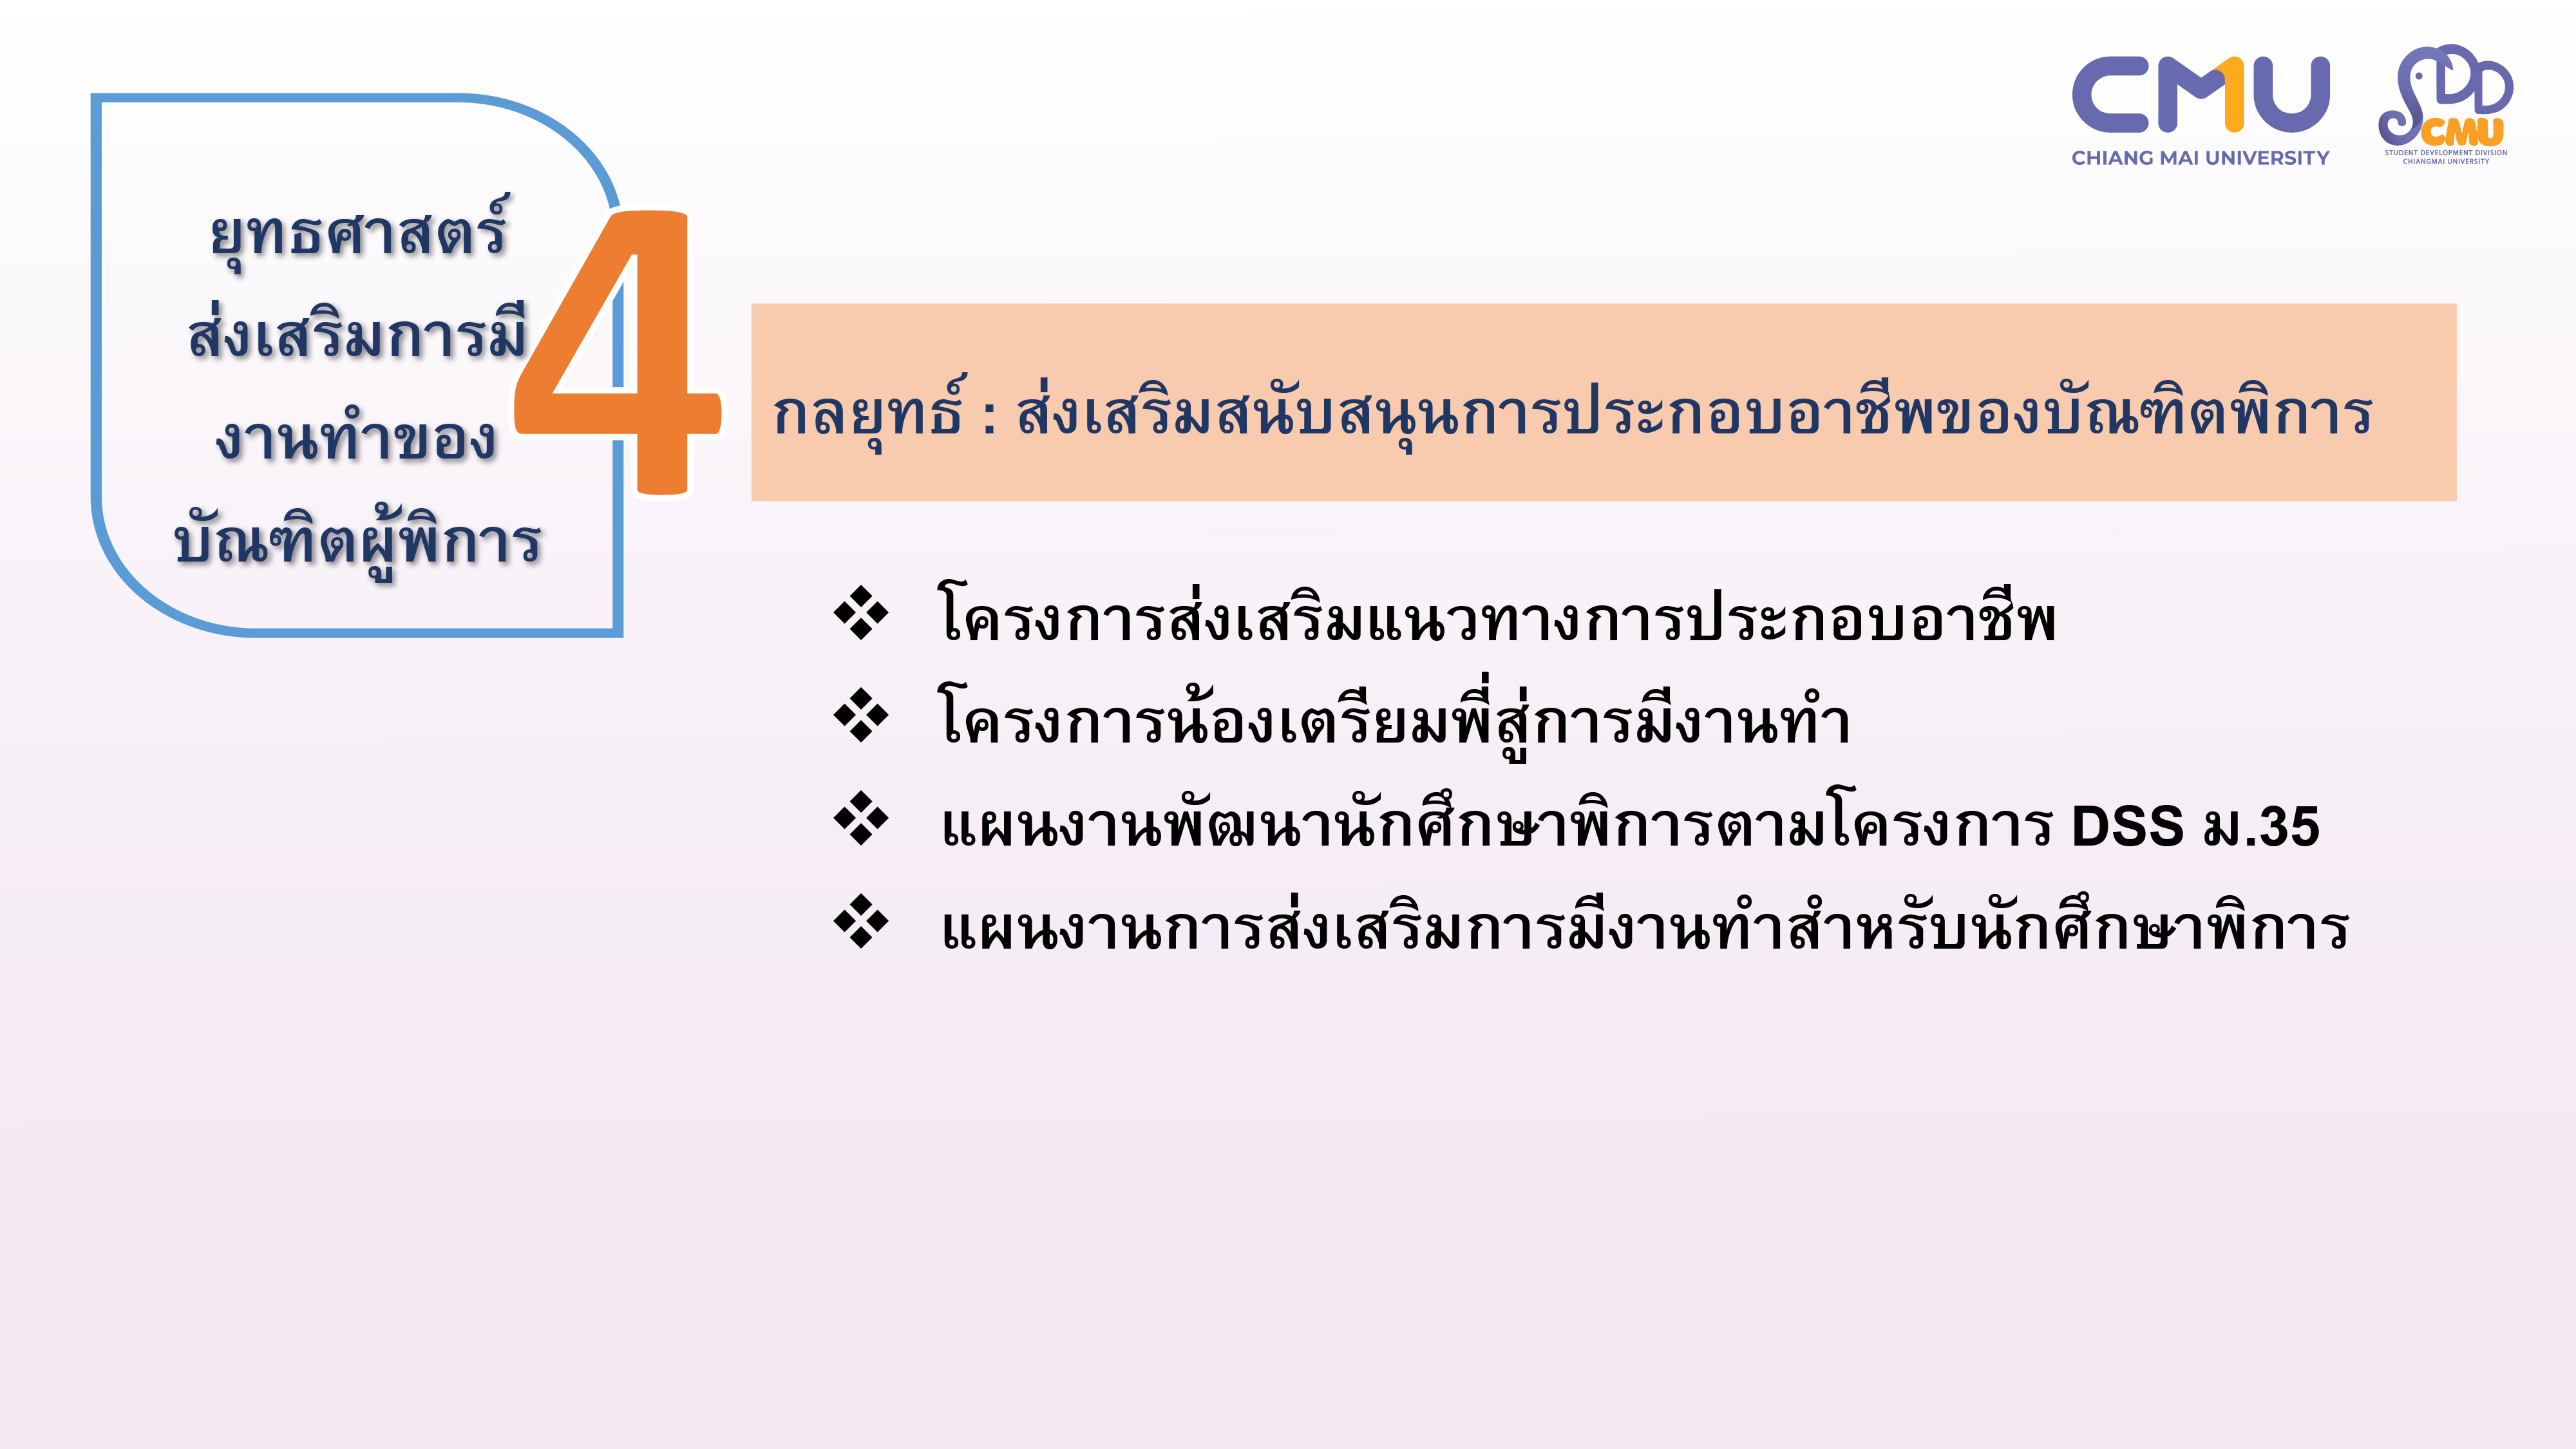 CMU
CHIANG MAI UNIVERSITY
SDD
CMU
STUDENT DEVELOPMENT DIVISION
CHIANGMAI UNIVERSITY
ยุทธศาสตร์
ส่งเสริมการมี
งานทำของ
บัณฑิตผู้พิการ
4
กลยุทธ์ : ส่งเสริมสนับสนุนการประกอบอาชีพของบัณฑิตพิการ
❖ โครงการส่งเสริมแนวทางการประกอบอาชีพ
❖ โครงการน้องเตรียมพี่สู่การมีงานทำ
❖ แผนงานพัฒนานักศึกษาพิการตามโครงการ DSS ม.35
❖ แผนงานการส่งเสริมการมีงานทำสำหรับนักศึกษาพิการ